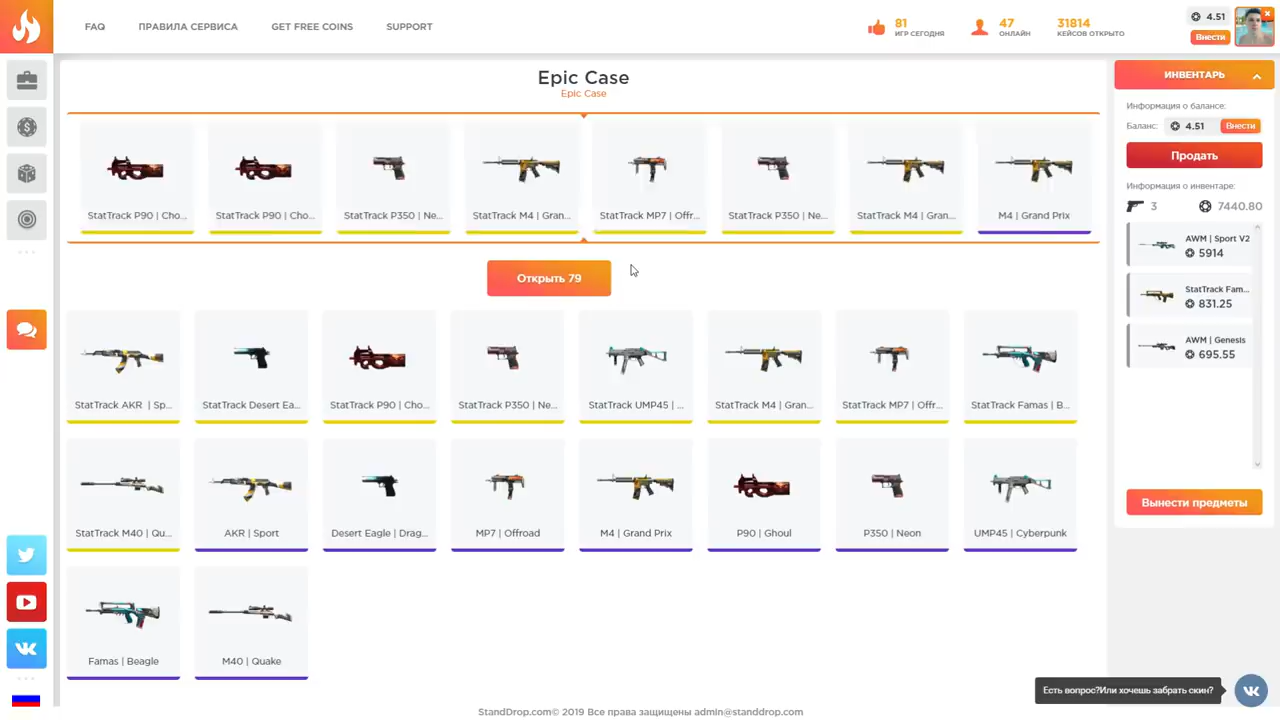 FAQ
ПРАВИЛА СЕРВИСА
GET FREE COINS
SUPPORT
81
ИГР СЕГОДНЯ
47
ОНЛАЙН
31814
КЕЙСОВ ОТКРЫТО
4.51
Внести
Epic Case
Epic Case
StatTrack P90 | Cho...
StatTrack P90 | Cho...
StatTrack P350 | Ne...
StatTrack M4 | Gran...
StatTrack MP7 | Offr...
StatTrack P350 | Ne...
StatTrack M4 | Gran...
M4 | Grand Prix
Открыть 79
StatTrack AKR | Sp...
StatTrack Desert Ea...
StatTrack P90 | Cho...
StatTrack P350 | Ne...
StatTrack UMP45 | ...
StatTrack M4 | Gran...
StatTrack MP7 | Offr...
StatTrack Famas | B...
StatTrack M40 | Qu...
AKR | Sport
Desert Eagle | Drag...
MP7 | Offroad
M4 | Grand Prix
P90 | Ghoul
P350 | Neon
UMP45 | Cyberpunk
Famas | Beagle
M40 | Quake
ИНВЕНТАРЬ
Информация о балансе:
Баланс:
4.51
Внести
Продать
Информация о инвентаре:
3
7440.80
AWM | Sport V2
5914
StatTrack Fam...
831.25
AWM | Genesis
695.55
Вынести предметы
Есть вопрос?Или хочешь забрать скин?
StandDrop.com© 2019 Все права защищены admin@standdrop.com